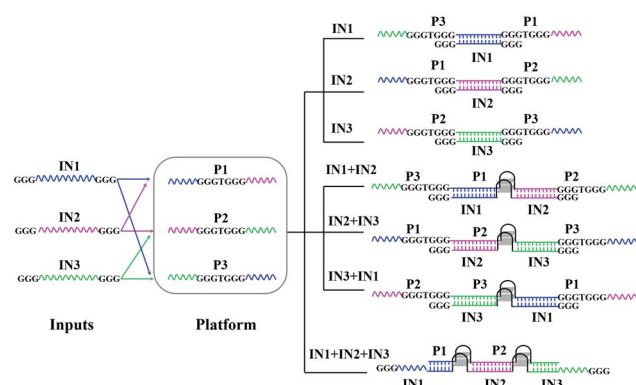 IN1
GGG GGG
IN2
GGG GGG
IN3
GGG GGG
Inputs
P1
GGGTGGG
P2
GGGTGGG
P3
GGGTGGG
Platform
IN1
P3 P1
GGGTGGG GGGTGGG
GGG GGG
IN1
IN2
P1 P2
GGGTGGG GGGTGGG
GGG GGG
IN2
IN3
P2 P3
GGGTGGG GGGTGGG
GGG GGG
IN3
IN1+IN2
P3 P1 P2
GGGTGGG GGGTGGG
GGG GGG
IN1 IN2
IN2+IN3
P1 P2 P3
GGGTGGG GGGTGGG
GGG GGG
IN2 IN3
IN3+IN1
P2 P3 P1
GGGTGGG GGGTGGG
GGG GGG
IN3 IN1
IN1+IN2+IN3
P1 P2
GGG GGG
IN1 IN2 IN3